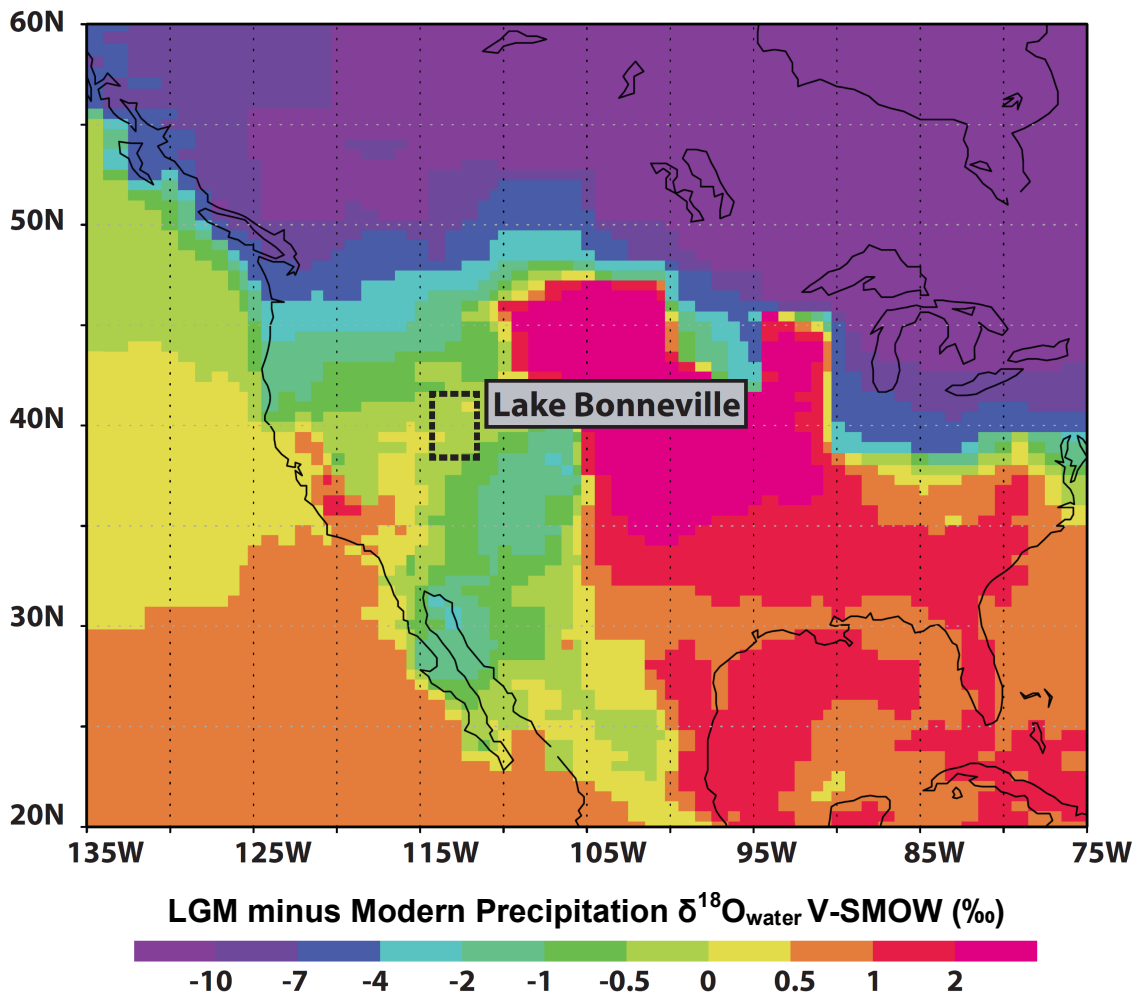 60N
50N
Lake Bonneville
40N
30N
20N
135W 125W 115W 105W 95W 85W 75W
LGM minus Modern Precipitation δ¹⁸O_water V-SMOW (‰)
-10 -7 -4 -2 -1 -0.5 0 0.5 1 2